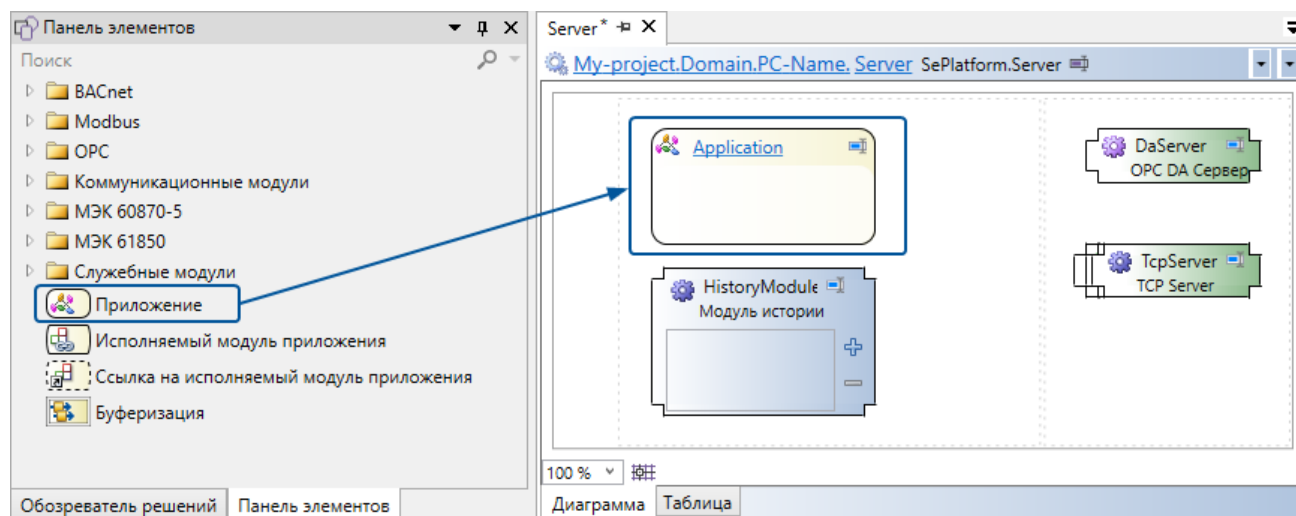 Панель элементов
Поиск
BACnet
Modbus
OPC
Коммуникационные модули
МЭК 60870-5
МЭК 61850
Служебные модули
Приложение
Исполняемый модуль приложения
Ссылка на исполняемый модуль приложения
Буферизация
Обозреватель решений
Панель элементов
Server*
My-project.Domain.PC-Name. Server SePlatform.Server
Application
HistoryModule
Модуль истории
DaServer
OPC DA Сервер
TcpServer
TCP Server
100 %
Диаграмма
Таблица